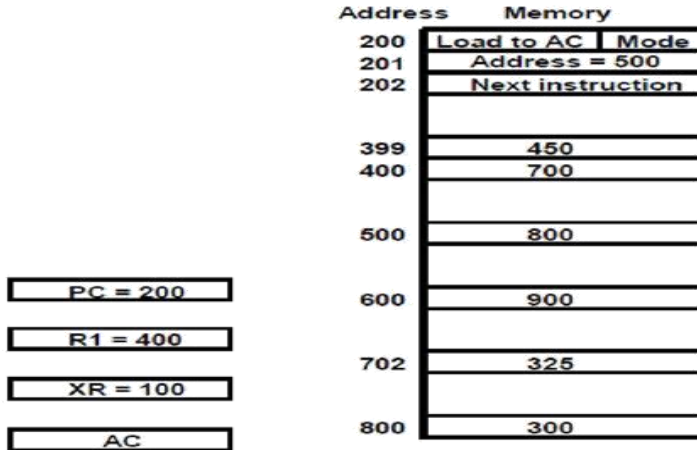 Address Memory
200 Load to AC Mode
201 Address = 500
202 Next instruction
399 450
400 700
500 800
PC = 200
600 900
R1 = 400
702 325
XR = 100
800 300
AC